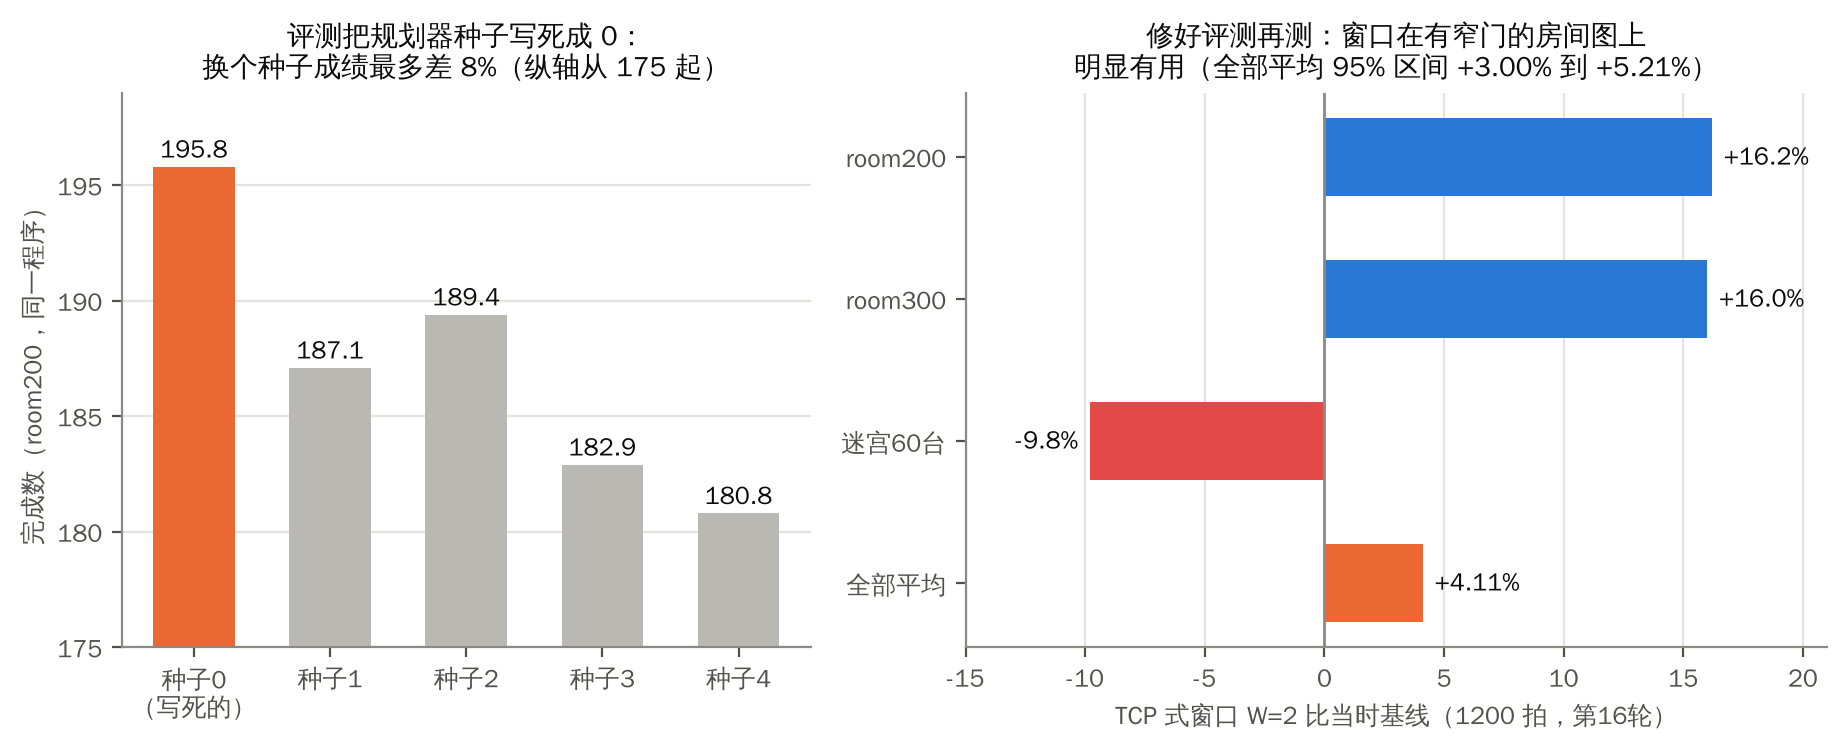 评测把规划器种子写死成 0：
换个种子成绩最多差 8%（纵轴从 175 起）
完成数（room200，同一程序）
195
190
185
180
175
195.8
187.1
189.4
182.9
180.8
种子0
（写死的）
种子1
种子2
种子3
种子4
修好评测再测：窗口在有窄门的房间图上
明显有用（全部平均 95% 区间 +3.00% 到 +5.21%）
room200
+16.2%
room300
+16.0%
迷宫60台
-9.8%
全部平均
+4.11%
-15
-10
-5
0
5
10
15
20
TCP 式窗口 W=2 比当时基线（1200 拍，第16轮）